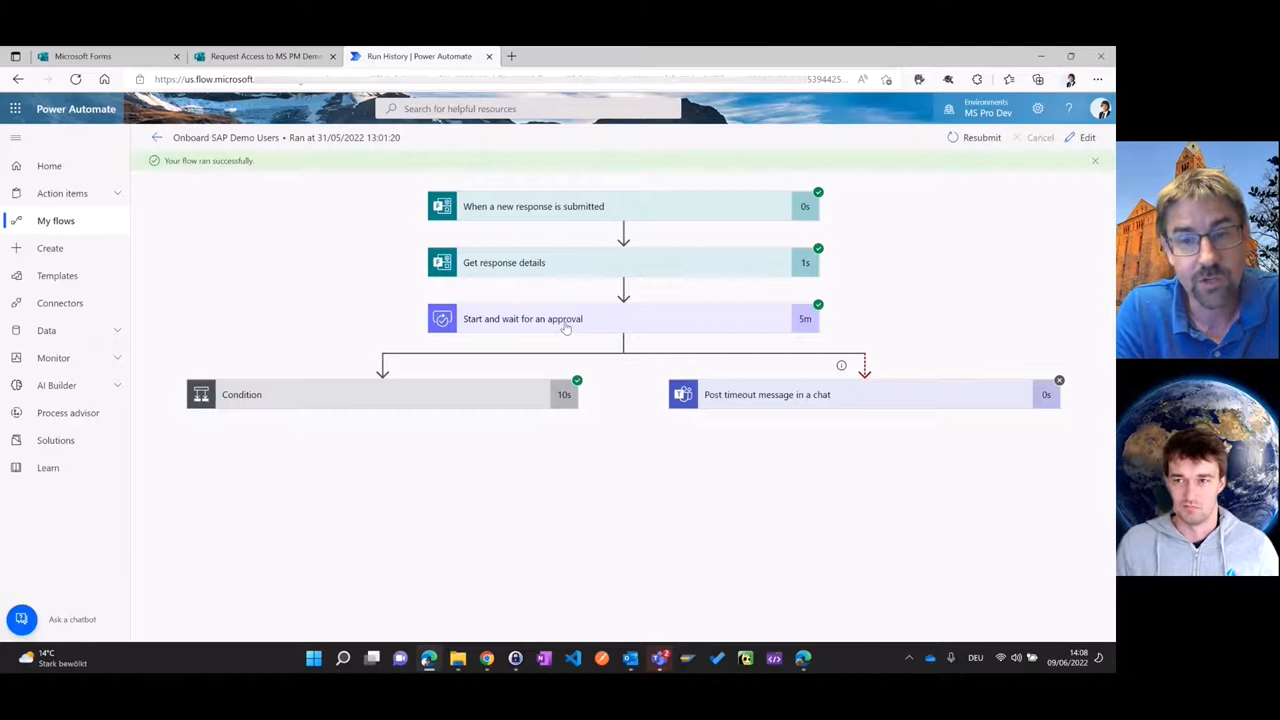 Microsoft Forms
Request Access to MS PM Demo
Run History | Power Automate
https://us.flow.microsoft.
5394425...
Power Automate
Search for helpful resources
Environments
MS Pro Dev
Onboard SAP Demo Users • Ran at 31/05/2022 13:01:20
Resubmit
Cancel
Edit
Your flow ran successfully.
Home
Action items
My flows
Create
Templates
Connectors
Data
Monitor
AI Builder
Process advisor
Solutions
Learn
When a new response is submitted
0s
Get response details
1s
Start and wait for an approval
5m
Condition
10s
Post timeout message in a chat
0s
Ask a chatbot
14°C
Stark bewölkt
2
DEU
14:08
09/06/2022